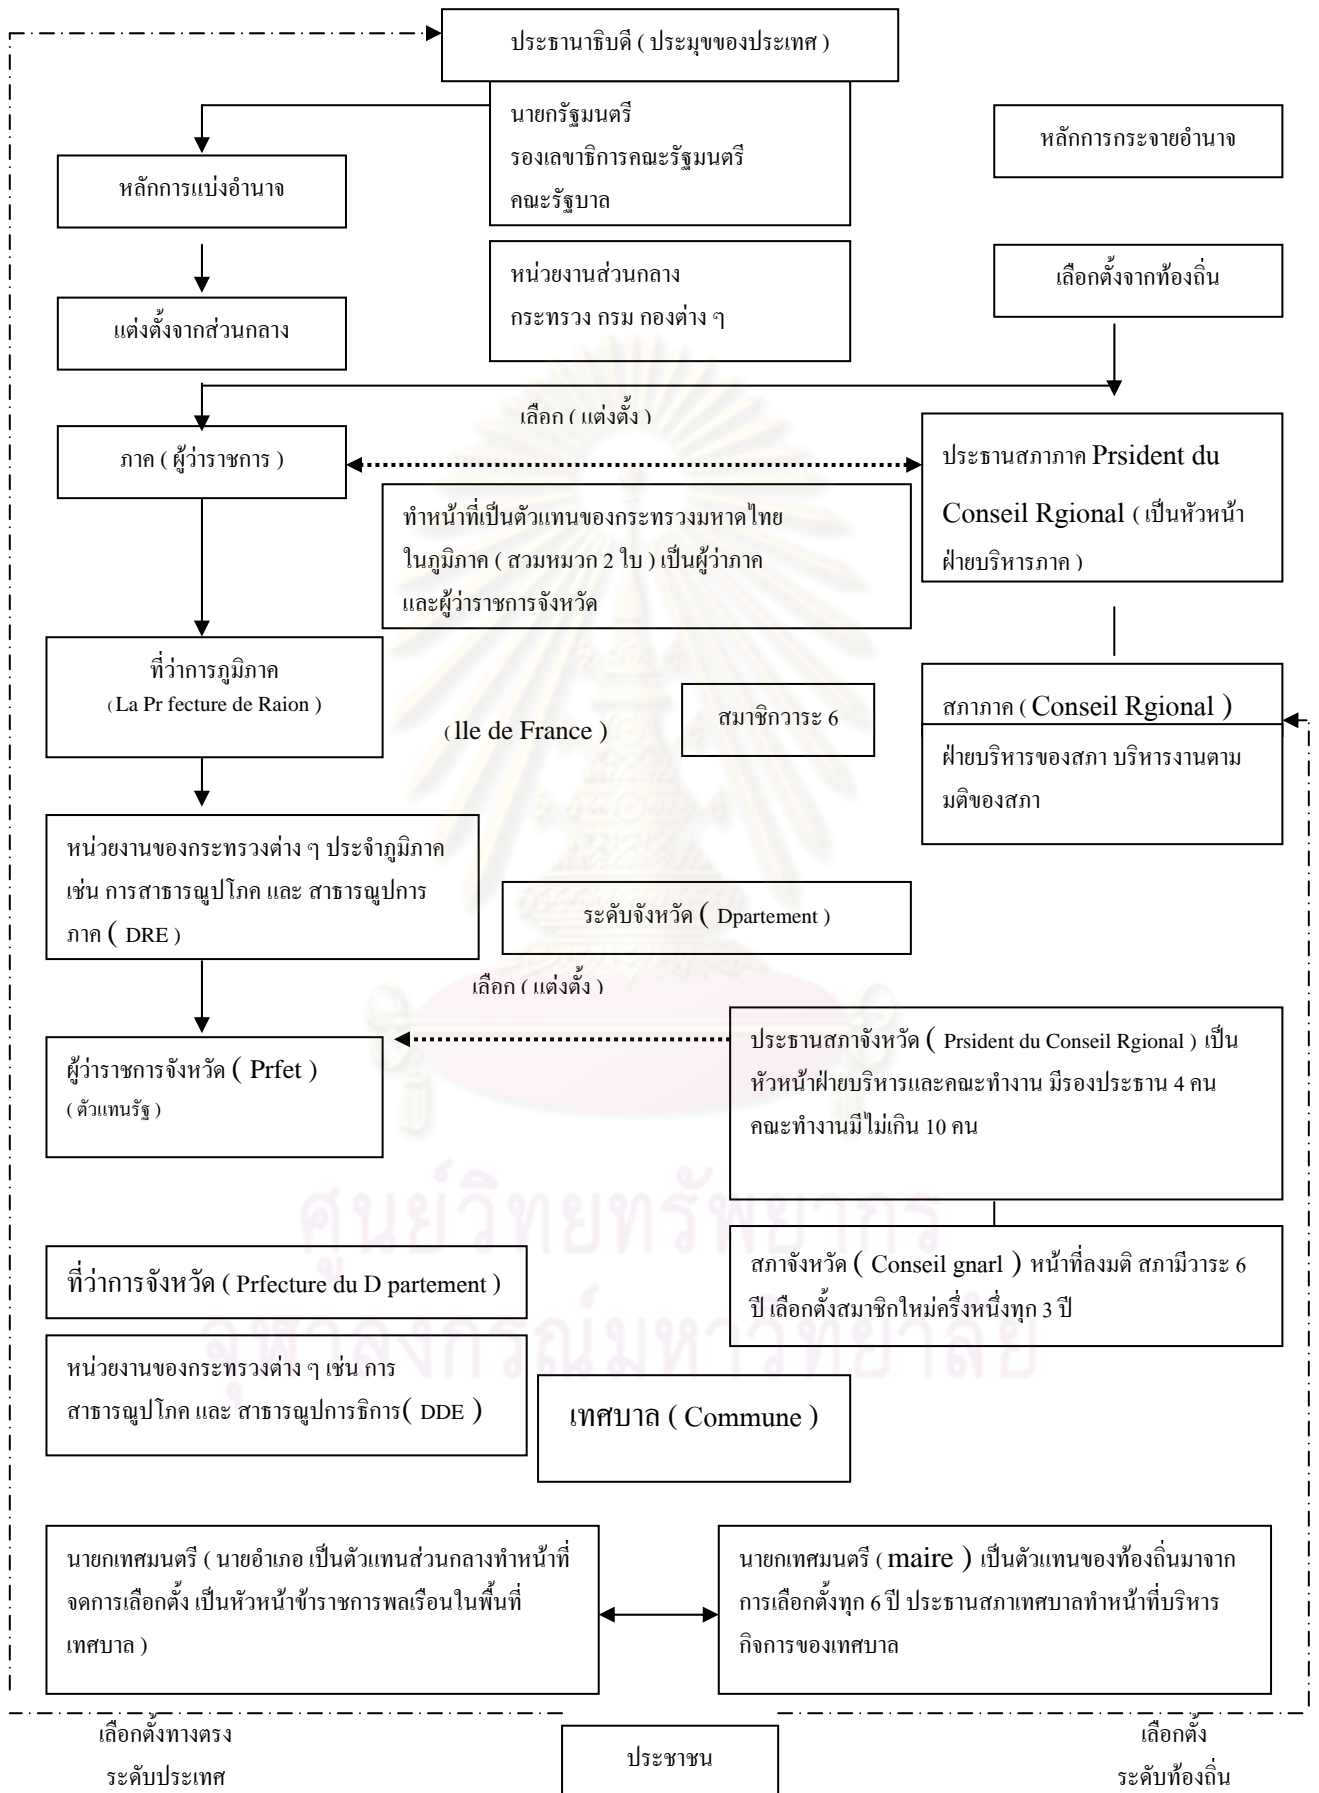 ประธานาธิบดี ( ประมุขของประเทศ )
นายกรัฐมนตรี
รองเลขาธิการคณะรัฐมนตรี
คณะรัฐบาล
หลักการกระจายอำนาจ
หลักการแบ่งอำนาจ
หน่วยงานส่วนกลาง
กระทรวง กรม กองต่าง ๆ
เลือกตั้งจากท้องถิ่น
แต่งตั้งจากส่วนกลาง
เลือก ( แต่งตั้ง )
ภาค ( ผู้ว่าราชการ )
ประธานสภาภาค Prsident du
Conseil Rgional ( เป็นหัวหน้า
ฝ่ายบริหารภาค )
ทำหน้าที่เป็นตัวแทนของกระทรวงมหาดไทย
ในภูมิภาค ( สวมหมวก 2 ใบ ) เป็นผู้ว่าภาค
และผู้ว่าราชการจังหวัด
ที่ว่าการภูมิภาค
( La Pr fecture de Raion )
( lle de France )
สมาชิกวาระ 6
สภาภาค ( Conseil Rgional )
ฝ่ายบริหารของสภา บริหารงานตาม
มติของสภา
หน่วยงานของกระทรวงต่าง ๆ ประจำภูมิภาค
เช่น การสาธารณูปโภค และ สาธารณูปการ
ภาค ( DRE )
ระดับจังหวัด ( Dpartement )
เลือก ( แต่งตั้ง )
ผู้ว่าราชการจังหวัด ( Prfet )
( ตัวแทนรัฐ )
ประธานสภาจังหวัด ( Prsident du Conseil Rgional ) เป็น
หัวหน้าฝ่ายบริหารและคณะทำงาน มีรองประธาน 4 คน
คณะทำงานมีไม่เกิน 10 คน
ศูนย์วิทยทรัพยากร
จุฬาลงกรณ์มหาวิทยาลัย
ที่ว่าการจังหวัด ( Prfecture du D partement )
สภาจังหวัด ( Conseil gnarl ) หน้าที่ลงมติ สภามีวาระ 6
ปี เลือกตั้งสมาชิกใหม่ครึ่งหนึ่งทุก 3 ปี
หน่วยงานของกระทรวงต่าง ๆ เช่น การ
สาธารณูปโภค และ สาธารณูปการธิการ( DDE )
เทศบาล ( Commune )
นายกเทศมนตรี ( นายอำเภอ เป็นตัวแทนส่วนกลางทำหน้าที่
จดการเลือกตั้ง เป็นหัวหน้าข้าราชการพลเรือนในพื้นที่
เทศบาล )
นายกเทศมนตรี ( maire ) เป็นตัวแทนของท้องถิ่นมาจาก
การเลือกตั้งทุก 6 ปี ประธานสภาเทศบาลทำหน้าที่บริหาร
กิจการของเทศบาล
เลือกตั้งทางตรง
ระดับประเทศ
ประชาชน
เลือกตั้ง
ระดับท้องถิ่น